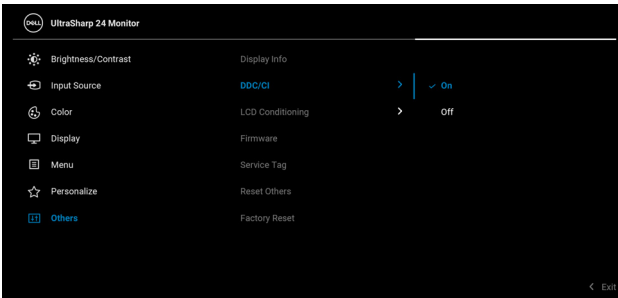 DELL UltraSharp 24 Monitor
Brightness/Contrast Display Info
Input Source DDC/CI On
Color LCD Conditioning Off
Display Firmware
Menu Service Tag
Personalize Reset Others
Others Factory Reset
Exit